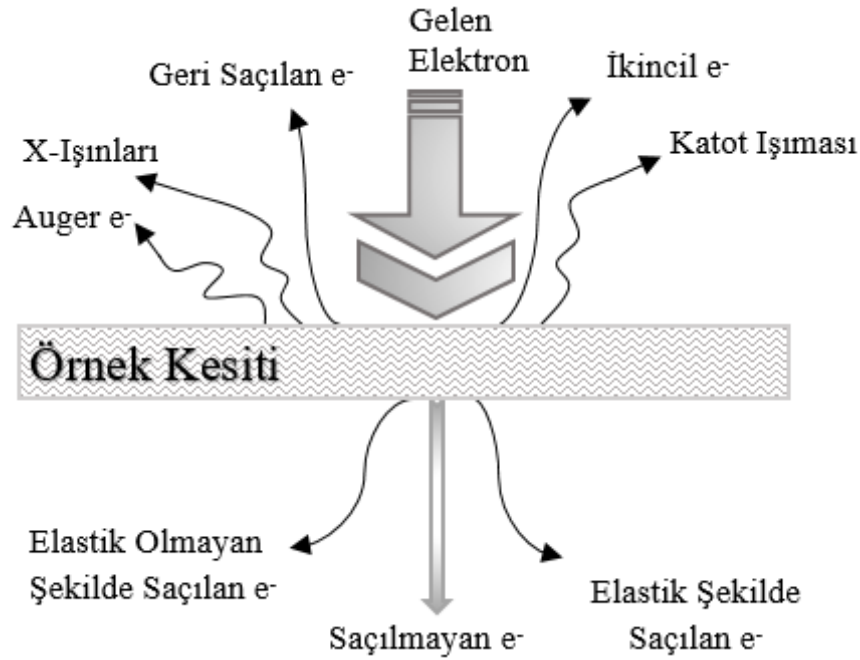 Gelen
Elektron
Geri Saçılan e-
İkincil e-
X-Işınları
Katot Işıması
Auger e-
Örnek Kesiti
Elastik Olmayan
Şekilde Saçılan e-
Saçılmayan e-
Elastik Şekilde
Saçılan e-